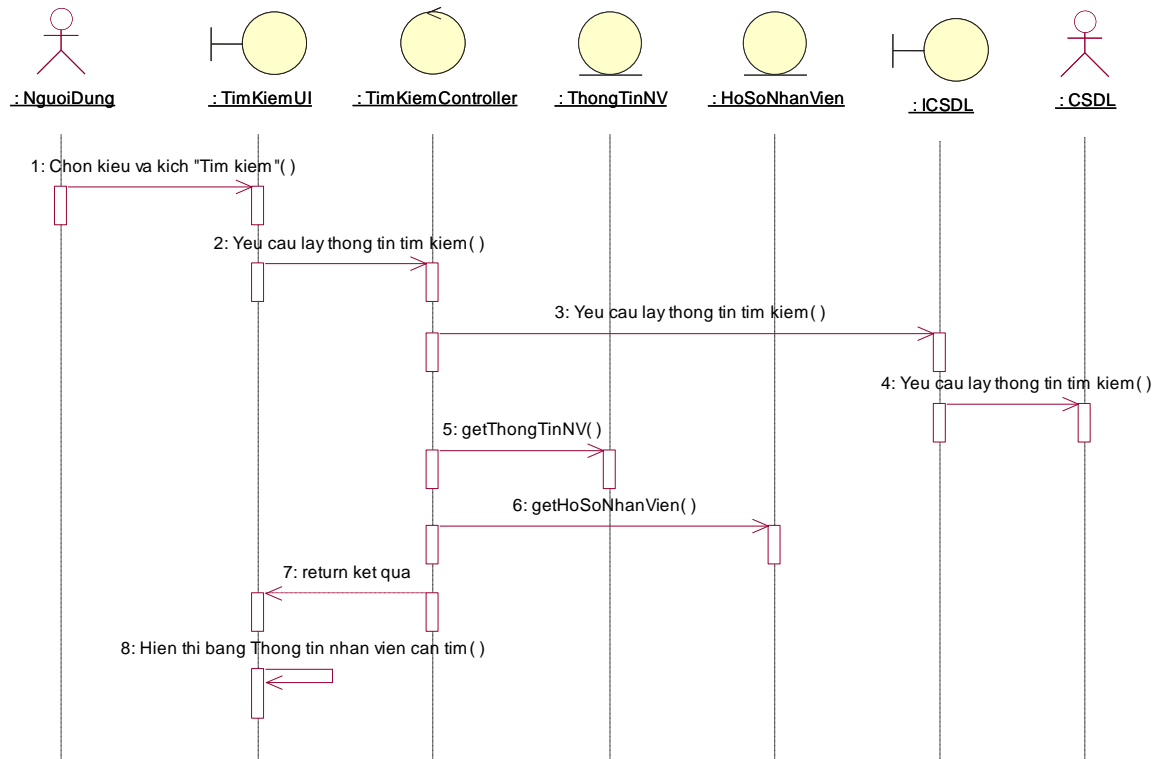 : NguoiDung
: TimKiemUI
: TimKiemController
: ThongTinNV
: HoSoNhanVien
: ICSDL
: CSDL
1: Chon kieu va kich "Tim kiem"( )
2: Yeu cau lay thong tin tim kiem( )
3: Yeu cau lay thong tin tim kiem( )
4: Yeu cau lay thong tin tim kiem( )
5: getThongTinNV( )
6: getHoSoNhanVien( )
7: return ket qua
8: Hien thi bang Thong tin nhan vien can tim( )